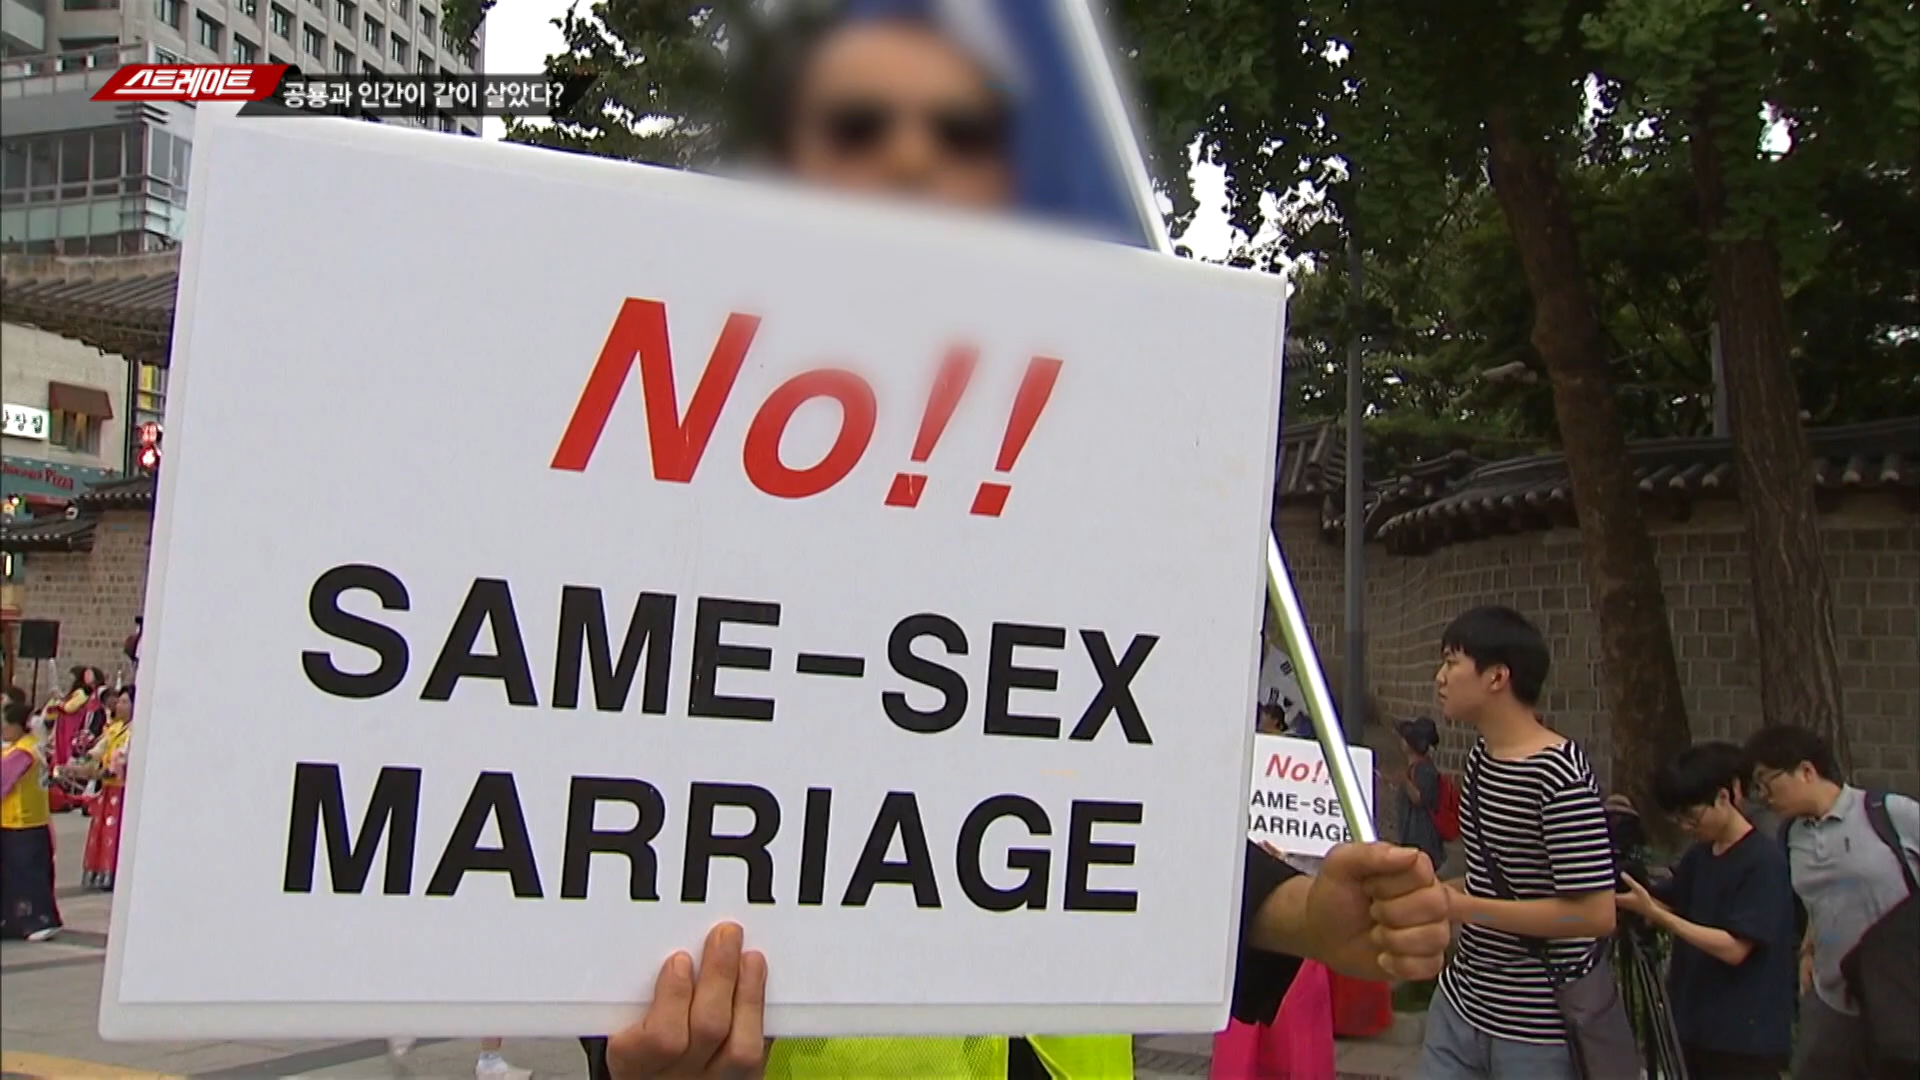 스트레이트
공룡과 인간이 같이 살았다?
No!!
SAME-SEX
MARRIAGE
Pizza
No!!
AME-SE
ARRIAGE